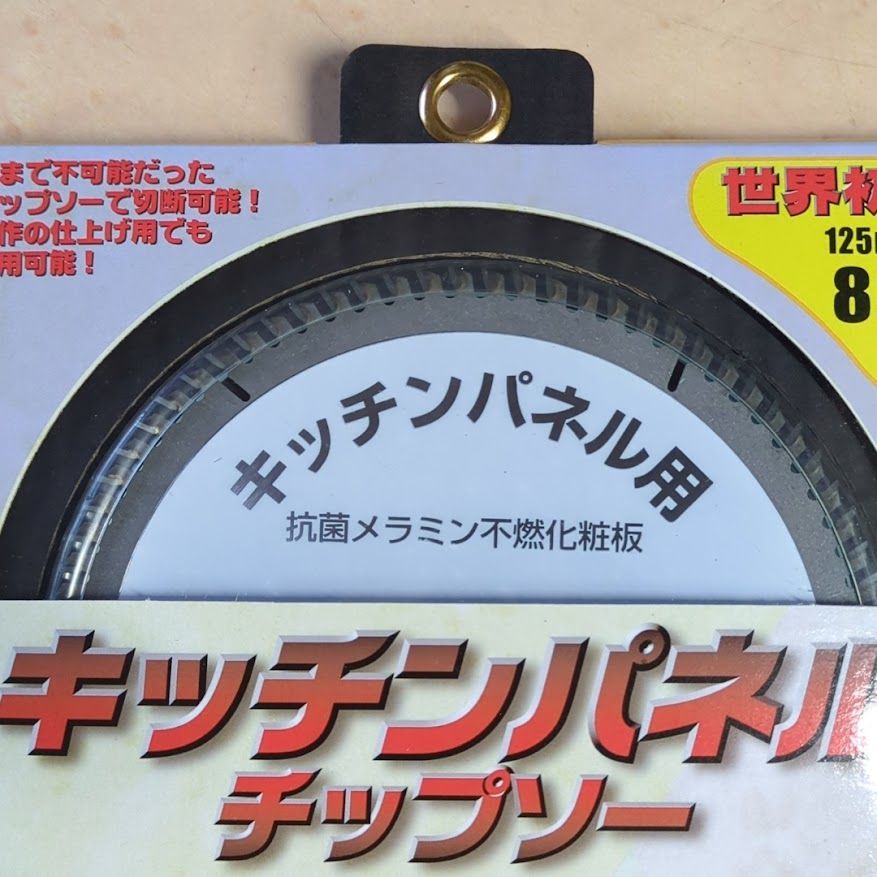 まで不可能だった
ップソーで切断可能！
作の仕上げ用でも
用可能！
世界初
125
8
キッチンパネル用
抗菌メラミン不燃化粧板
キッチンパネル
チップソー